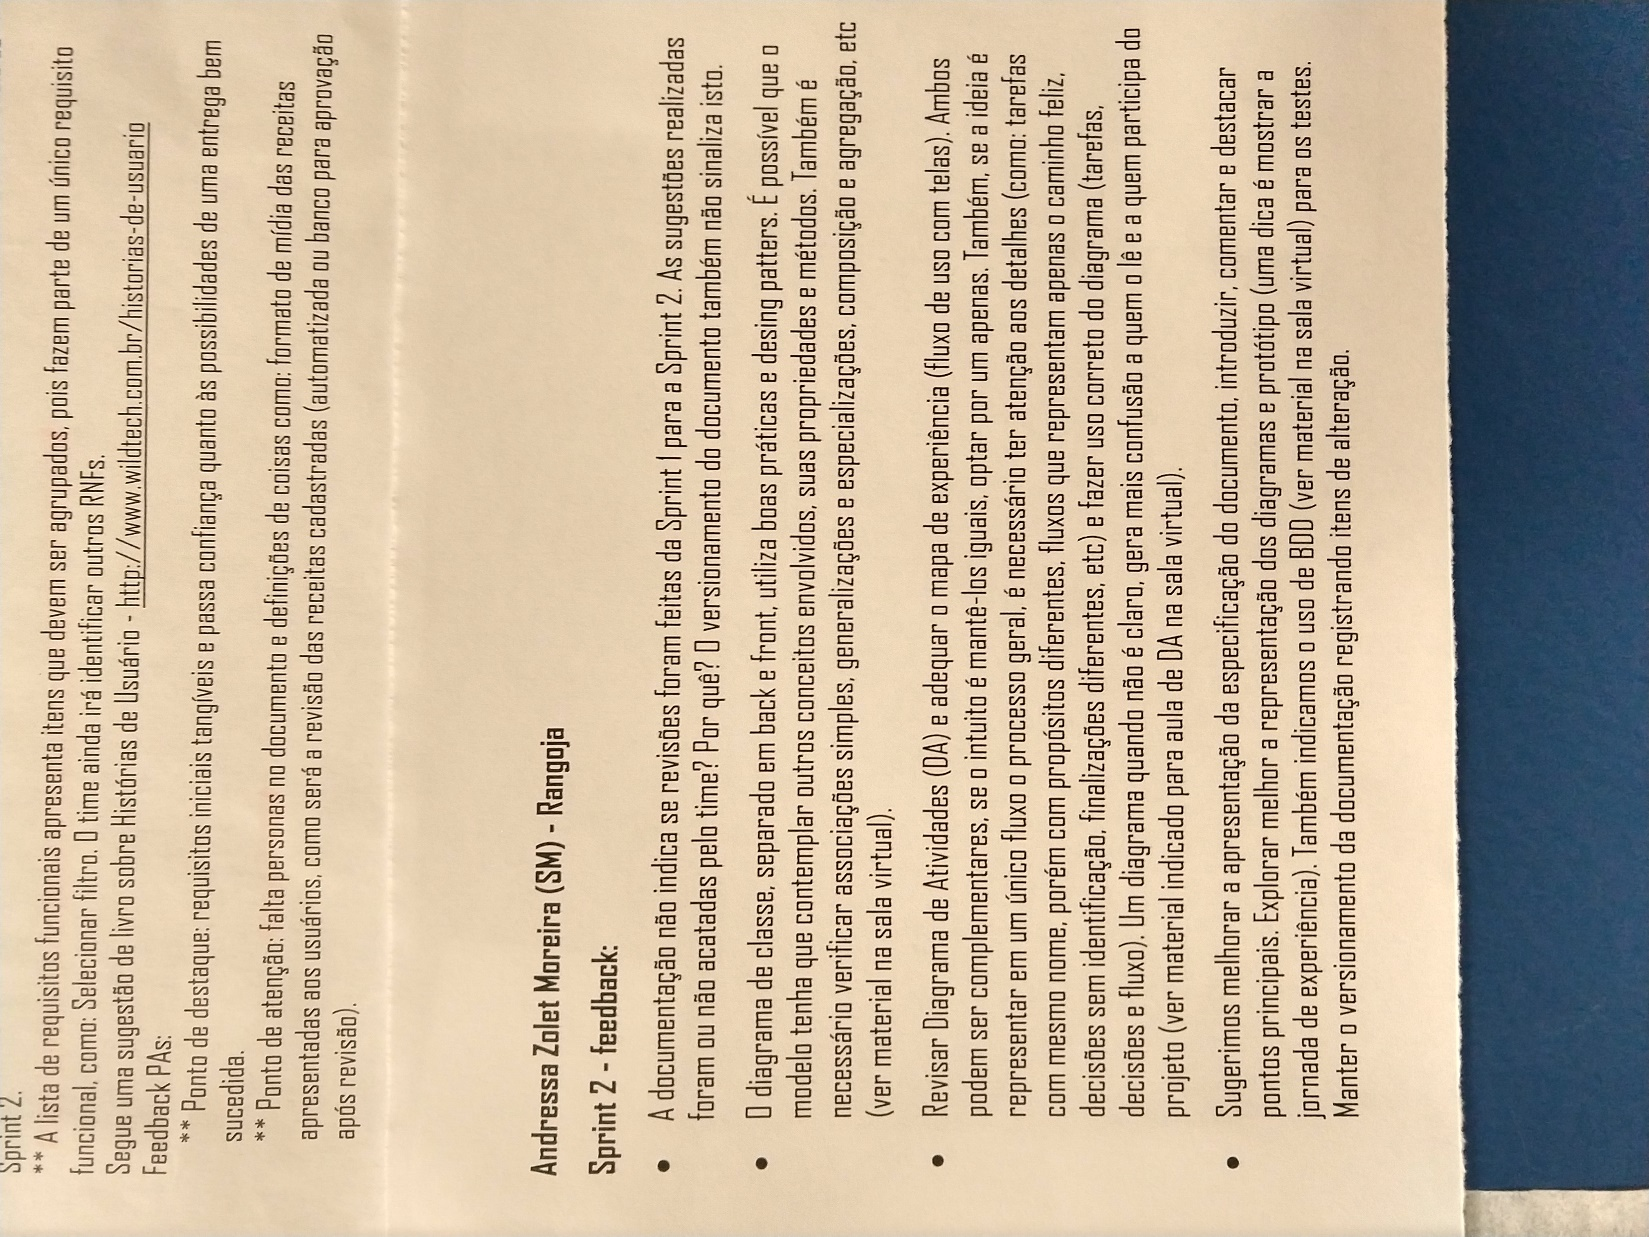 Sprint 2.
** A lista de requisitos funcionais apresenta itens que devem ser agrupados, pois fazem parte de um único requisito
funcional, como: Selecionar filtro. O time ainda irá identificar outros RNFs.
Segue uma sugestão de livro sobre Histórias de Usuário - http://www.wildtech.com.br/historias-de-usuario
Feedback PAs:
** Ponto de destaque: requisitos iniciais tangíveis e passa confiança quanto às possibilidades de uma entrega bem
sucedida.
** Ponto de atenção: falta personas no documento e definições de coisas como: formato de mídia das receitas
apresentadas aos usuários, como será a revisão das receitas cadastradas (automatizada ou banco para aprovação
após revisão).
Andressa Zolet Moreira (SM) - Rangoja
Sprint 2 - feedback:
• A documentação não indica se revisões foram feitas da Sprint 1 para a Sprint 2. As sugestões realizadas
foram ou não acatadas pelo time? Por quê? O versionamento do documento também não sinaliza isto.
• O diagrama de classe, separado em back e front, utiliza boas práticas e desing patters. É possível que o
modelo tenha que contemplar outros conceitos envolvidos, suas propriedades e métodos. Também é
necessário verificar associações simples, generalizações e especializações, composição e agregação, etc
(ver material na sala virtual).
• Revisar Diagrama de Atividades (DA) e adequar o mapa de experiência (fluxo de uso com telas). Ambos
podem ser complementares, se o intuito é mantê-los iguais, optar por um apenas. Também, se a ideia é
representar em um único fluxo o processo geral, é necessário ter atenção aos detalhes (como: tarefas
com mesmo nome, porém com propósitos diferentes, fluxos que representam apenas o caminho feliz,
decisões sem identificação, finalizações diferentes, etc) e fazer uso correto do diagrama (tarefas,
decisões e fluxo). Um diagrama quando não é claro, gera mais confusão a quem o lê e a quem participa do
projeto (ver material indicado para aula de DA na sala virtual).
• Sugerimos melhorar a apresentação da especificação do documento, introduzir, comentar e destacar
pontos principais. Explorar melhor a representação dos diagramas e protótipo (uma dica é mostrar a
jornada de experiência). Também indicamos o uso de BDD (ver material na sala virtual) para os testes.
Manter o versionamento da documentação registrando itens de alteração.